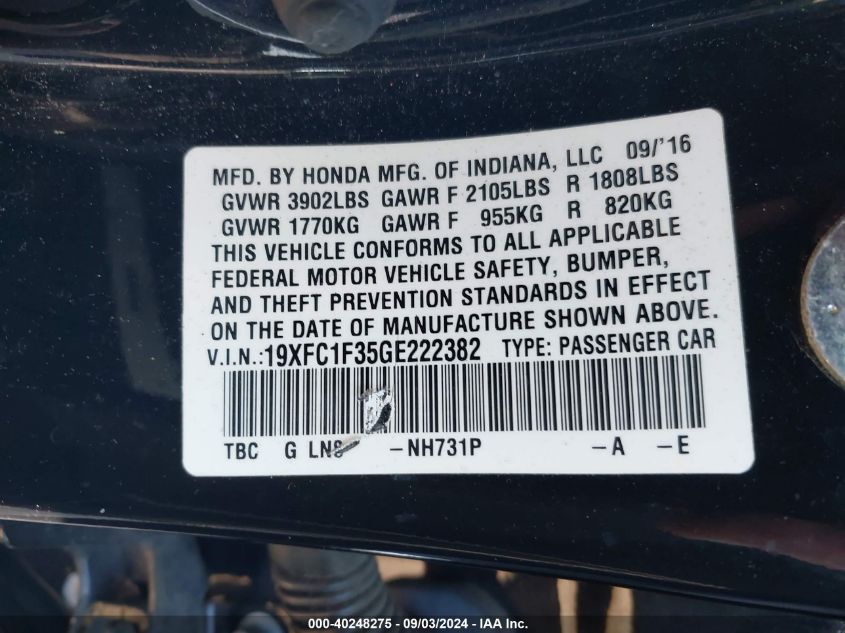 MFD. BY HONDA MFG. OF INDIANA, LLC 09/'16
GVWR 3902LBS GAWR F 2105LBS R 1808LBS
GVWR 1770KG GAWR F 955KG R 820KG
THIS VEHICLE CONFORMS TO ALL APPLICABLE
FEDERAL MOTOR VEHICLE SAFETY, BUMPER,
AND THEFT PREVENTION STANDARDS IN EFFECT
ON THE DATE OF MANUFACTURE SHOWN ABOVE.
V.I.N.:19XFC1F35GE222382 TYPE: PASSENGER CAR
TBC G -NH731P -A -E
000-40248275 - 09/03/2024 - IAA Inc.